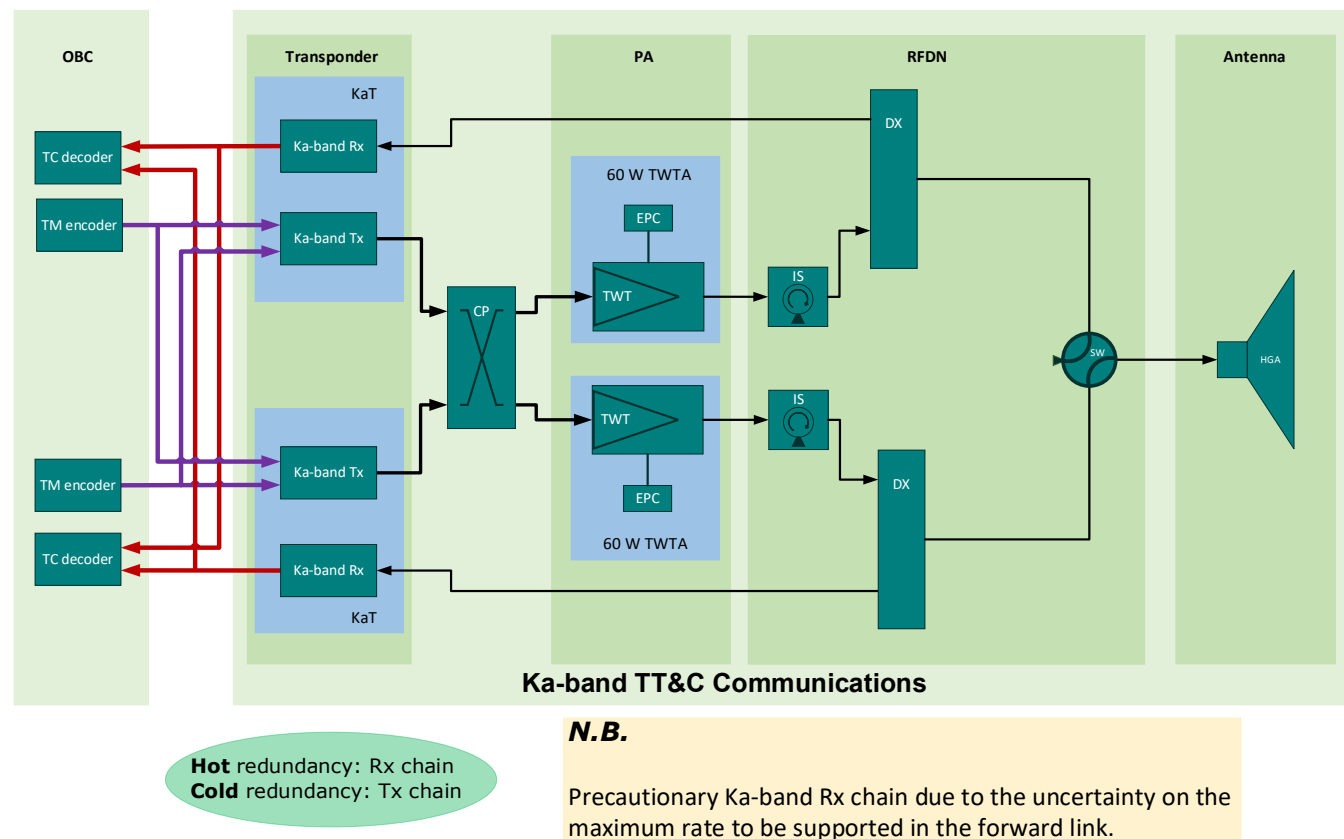 OBC
Transponder
PA
RFDN
Antenna
KaT
TC decoder
Ka-band Rx
DX
60 W TWTA
TM encoder
Ka-band Tx
EPC
IS
TWT
CP
SW
HGA
TWT
IS
TM encoder
Ka-band Tx
EPC
DX
TC decoder
60 W TWTA
Ka-band Rx
KaT
Ka-band TT&C Communications
Hot redundancy: Rx chain
Cold redundancy: Tx chain
N.B.
Precautionary Ka-band Rx chain due to the uncertainty on the
maximum rate to be supported in the forward link.